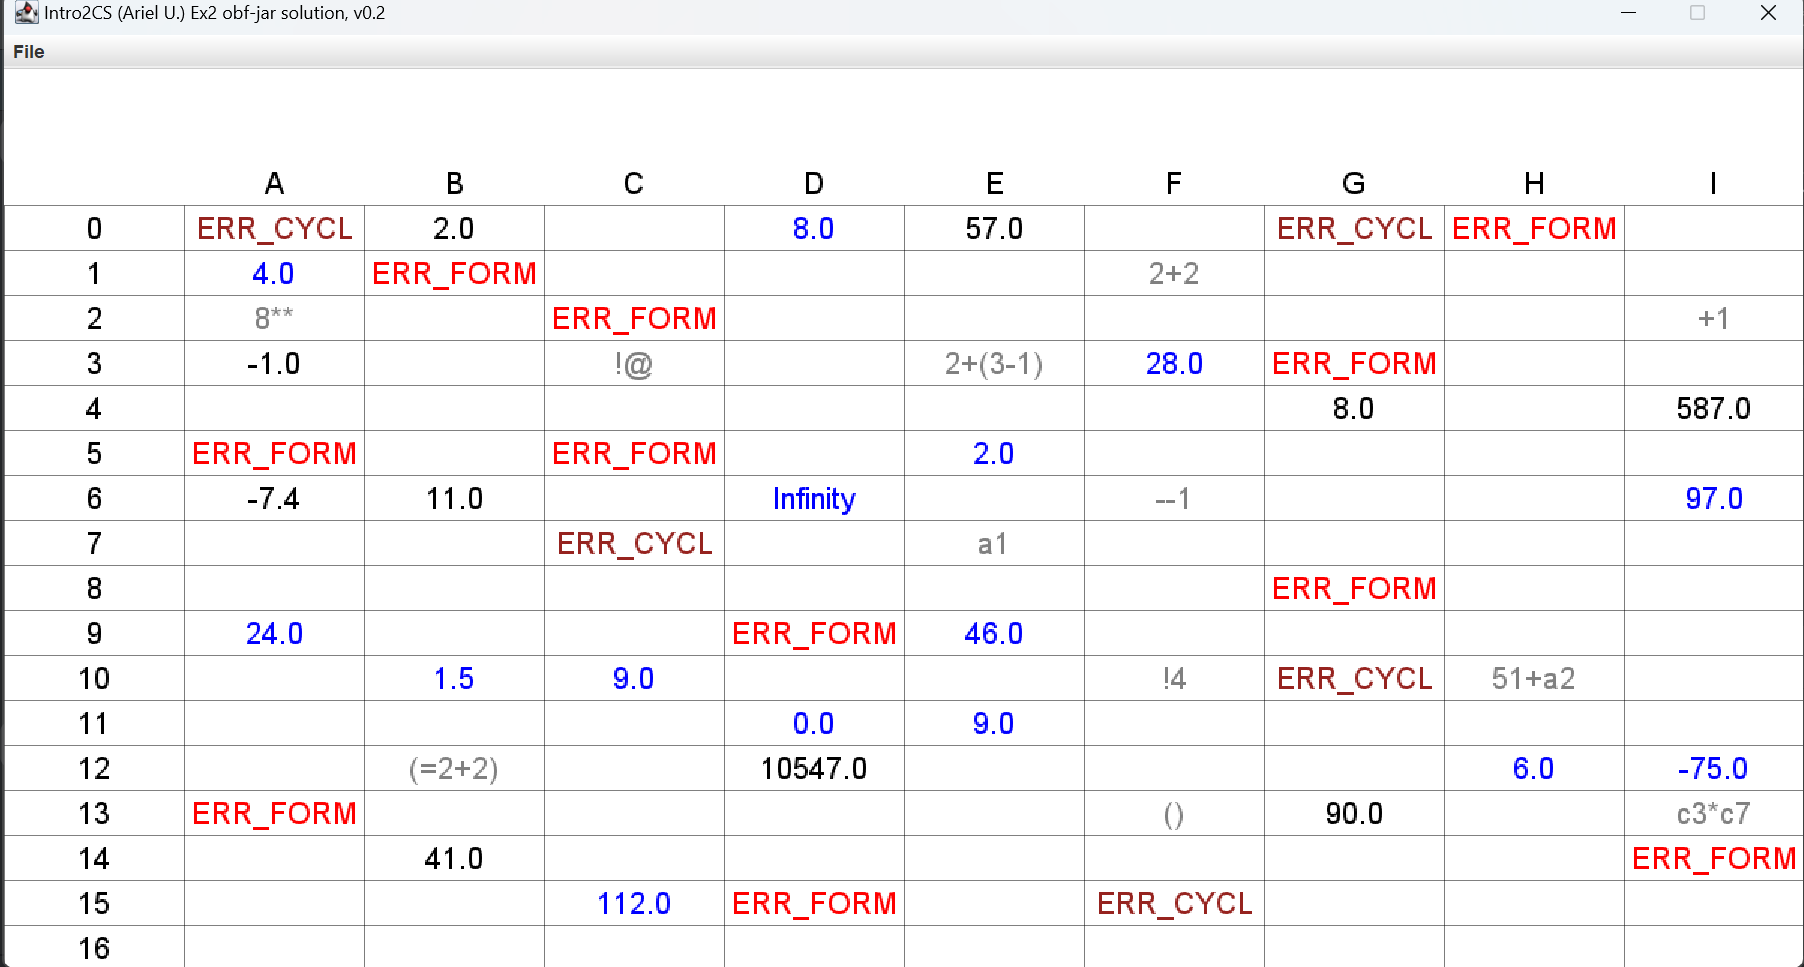 Intro2CS (Ariel U.) Ex2 obf-jar solution, v0.2
File
A B C D E F G H I
0 ERR_CYCL 2.0 8.0 57.0 ERR_CYCL ERR_FORM
1 4.0 ERR_FORM 2+2
2 8** ERR_FORM +1
3 -1.0 !@ 2+(3-1) 28.0 ERR_FORM
4 8.0 587.0
5 ERR_FORM ERR_FORM 2.0
6 -7.4 11.0 Infinity --1 97.0
7 ERR_CYCL a1
8 ERR_FORM
9 24.0 ERR_FORM 46.0
10 1.5 9.0 !4 ERR_CYCL 51+a2
11 0.0 9.0
12 (=2+2) 10547.0 6.0 -75.0
13 ERR_FORM () 90.0 c3*c7
14 41.0 ERR_FORM
15 112.0 ERR_FORM ERR_CYCL
16